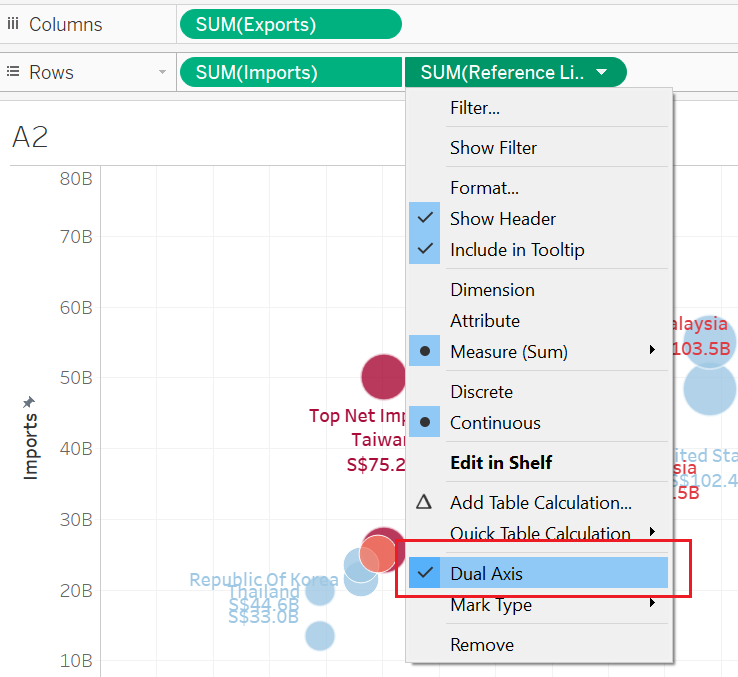 Columns
SUM(Exports)
Rows
SUM(Imports)
SUM(Reference Li..
A2
Filter...
Show Filter
Format...
Show Header
Include in Tooltip
Dimension
Attribute
Measure (Sum)
Discrete
Continuous
Edit in Shelf
Add Table Calculation...
Quick Table Calculation
Dual Axis
Mark Type
Remove
80B
70B
60B
50B
40B
30B
20B
10B
Imports
alaysia
103.5B
Top Net Imp
Taiwa
S$75.2
nited Sta
S$102.4
sia
.5B
Republic Of Korea
Thailand
S$44.6B
S$33.0B